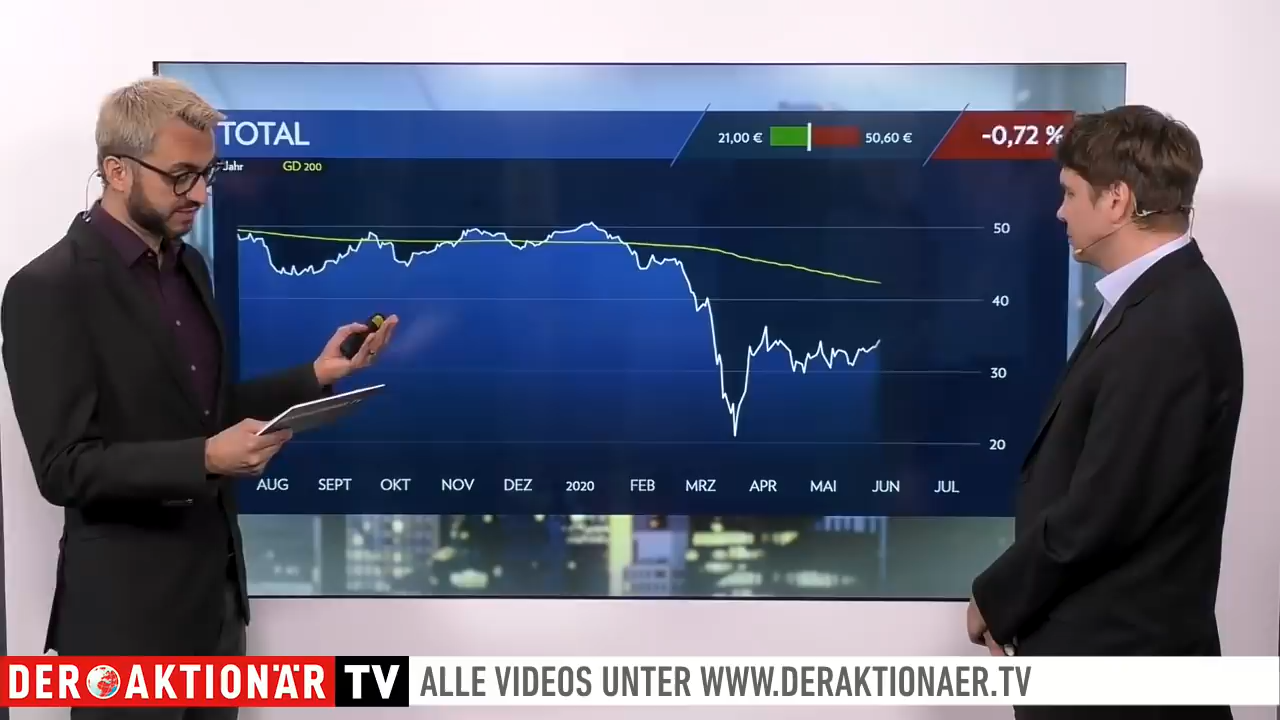 TOTAL
21,00 € 50,60 €
-0,72 %
Jahr GD 200
50
40
30
20
AUG SEPT OKT NOV DEZ 2020 FEB MRZ APR MAI JUN JUL
DER AKTIONÄR TV ALLE VIDEOS UNTER WWW.DERAKTIONAER.TV